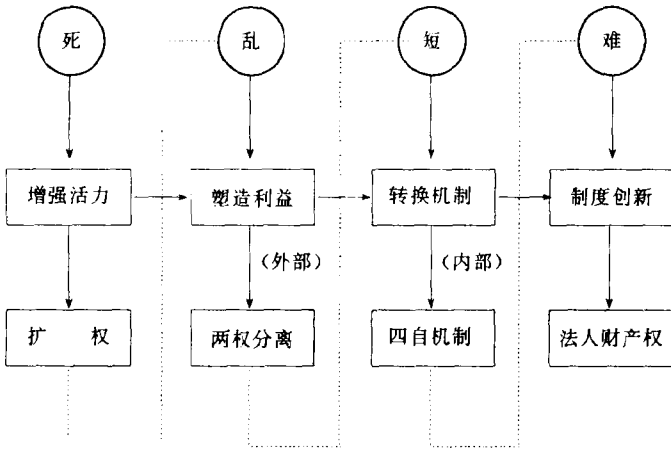 死 乱 短 难
增强活力 塑造利益 转换机制 制度创新
（外部） （内部）
扩 权 两权分离 四自机制 法人财产权